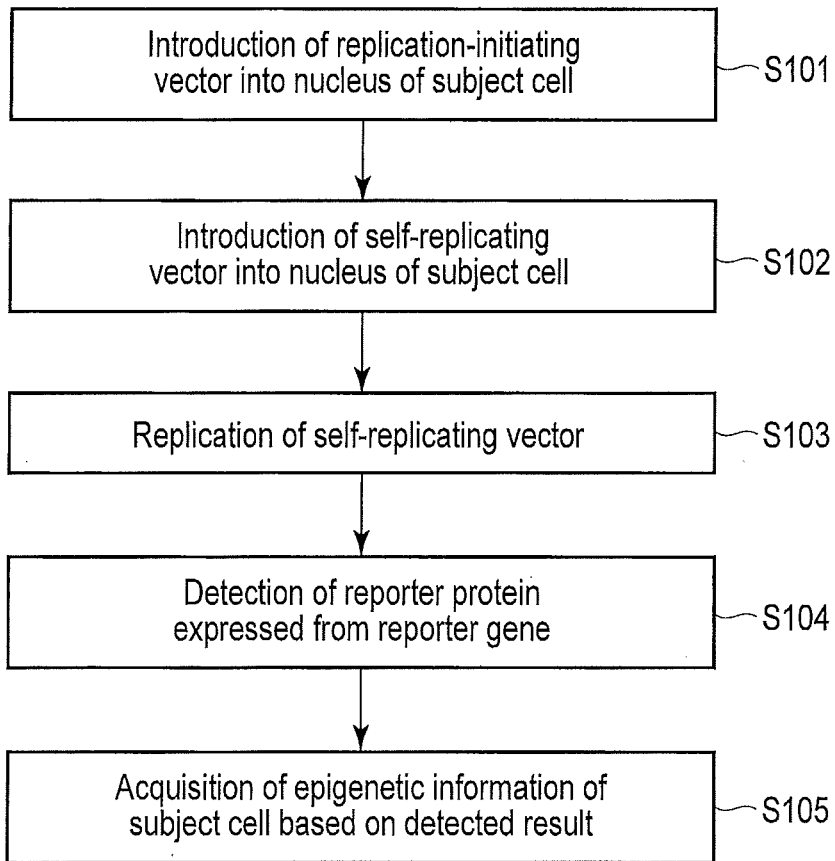 Introduction of replication-initiating
vector into nucleus of subject cell
S101
Introduction of self-replicating
vector into nucleus of subject cell
S102
Replication of self-replicating vector
S103
Detection of reporter protein
expressed from reporter gene
S104
Acquisition of epigenetic information of
subject cell based on detected result
S105